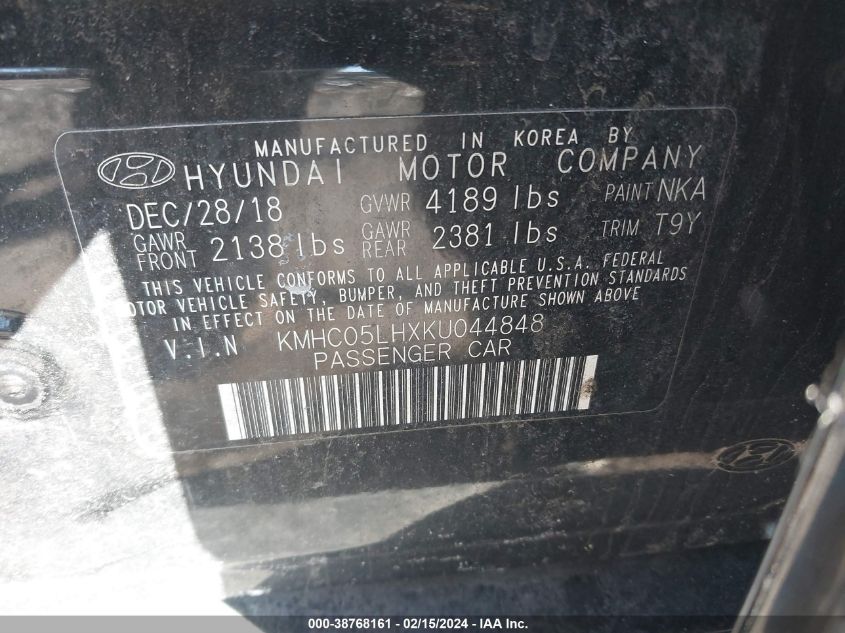 MANUFACTURED IN KOREA BY
HYUNDAI MOTOR COMPANY
DEC/28/18 GVWR 4189 lbs PAINT NKA
GAWR FRONT 2138 lbs GAWR REAR 2381 lbs TRIM T9Y
THIS VEHICLE CONFORMS TO ALL APPLICABLE U.S.A. FEDERAL
OTOR VEHICLE SAFETY, BUMPER, AND THEFT PREVENTION STANDARDS
IN EFFECT ON THE DATE OF MANUFACTURE SHOWN ABOVE
V.I.N KMHC05LHXKU044848
PASSENGER CAR
000-38768161 - 02/15/2024 - IAA, Inc.